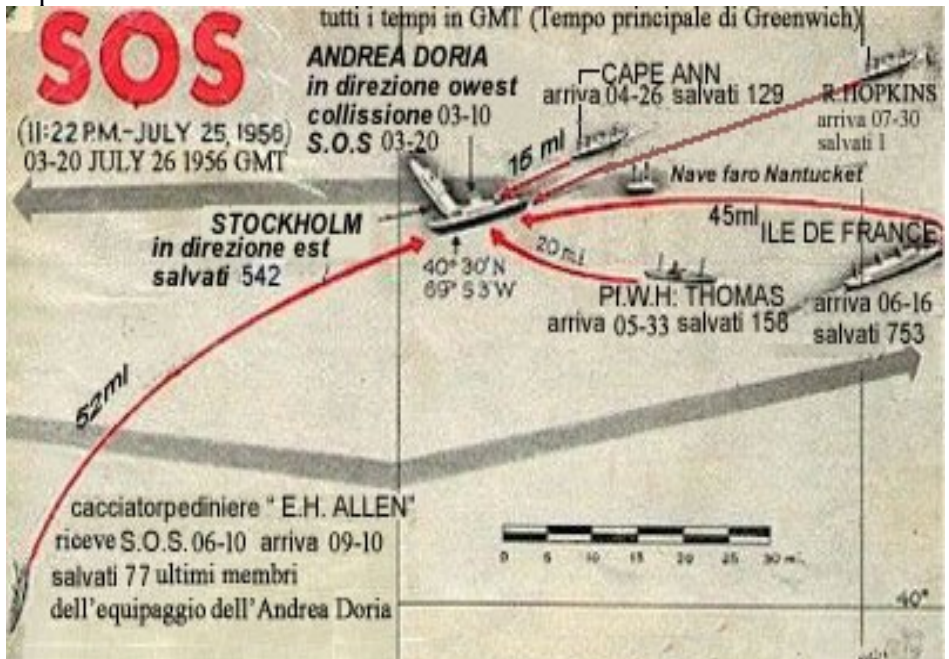 tutti i tempi in GMT (Tempo principale di Greenwich)
SOS
(11:22 P.M.-JULY 25, 1956)
03-20 JULY 26 1956 GMT
ANDREA DORIA
in direzione owest
collissione 03-10
S.O.S 03-20
CAPE ANN
arriva 04-26 salvati 129
R.HOPKINS
arriva 07-30
salvati 1
15 ml
Nave faro Nantucket
STOCKHOLM
in direzione est
salvati 542
40° 30'N
69° 53'W
45ml
ILE DE FRANCE
arriva 06-16
salvati 753
20 ml
Pf.W.H: THOMAS
arriva 05-33 salvati 158
52ml
cacciatorpediniere " E.H. ALLEN"
riceve S.O.S. 06-10 arriva 09-10
salvati 77 ultimi membri
dell'equipaggio dell'Andrea Doria
0 5 10 15 20 25 30 mi.
40°